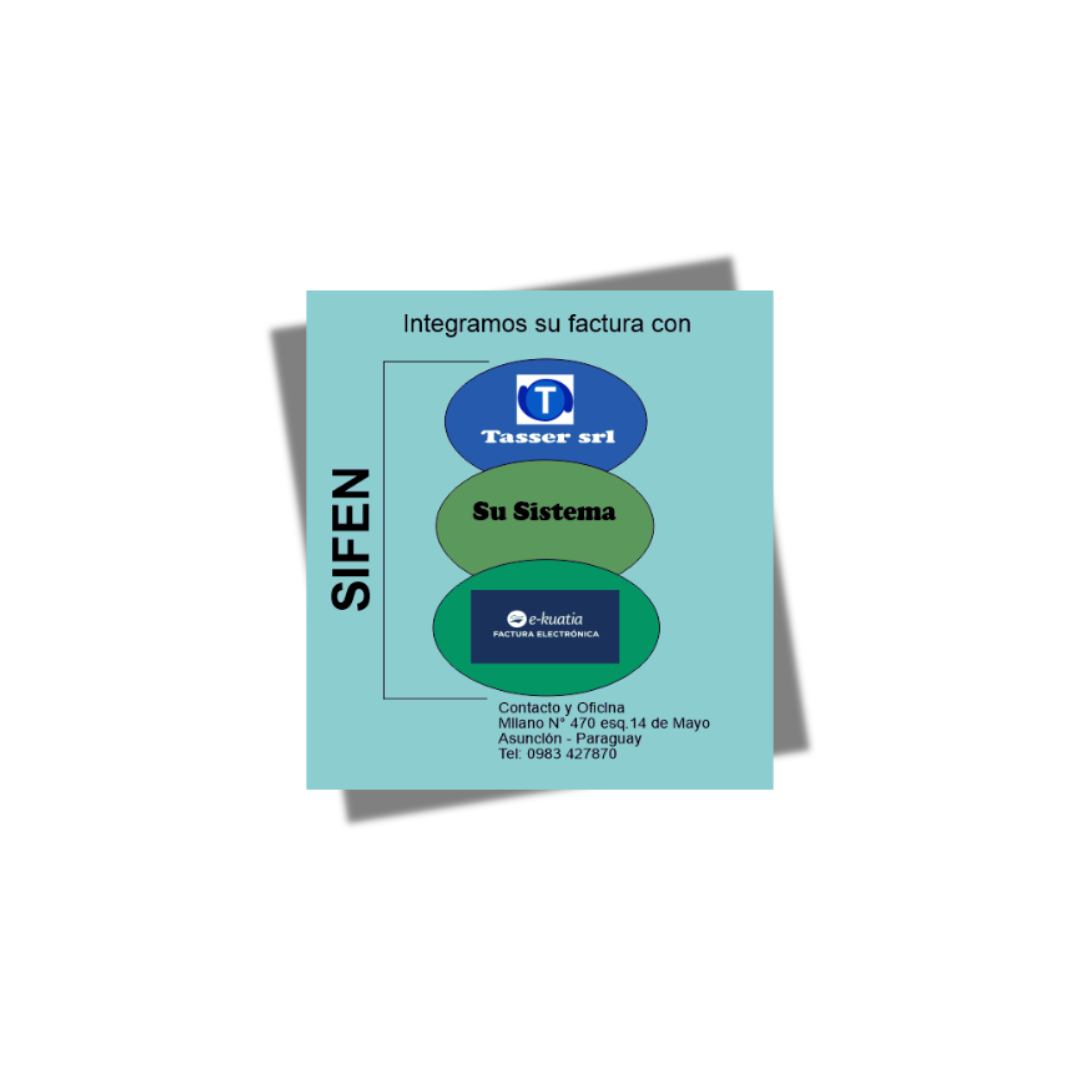 Integramos su factura con
SIFEN
T
Tasser srl
Su Sistema
e-kuatia
FACTURA ELECTRÓNICA
Contacto y Oficina
Milano N° 470 esq.14 de Mayo
Asunción - Paraguay
Tel: 0983 427870